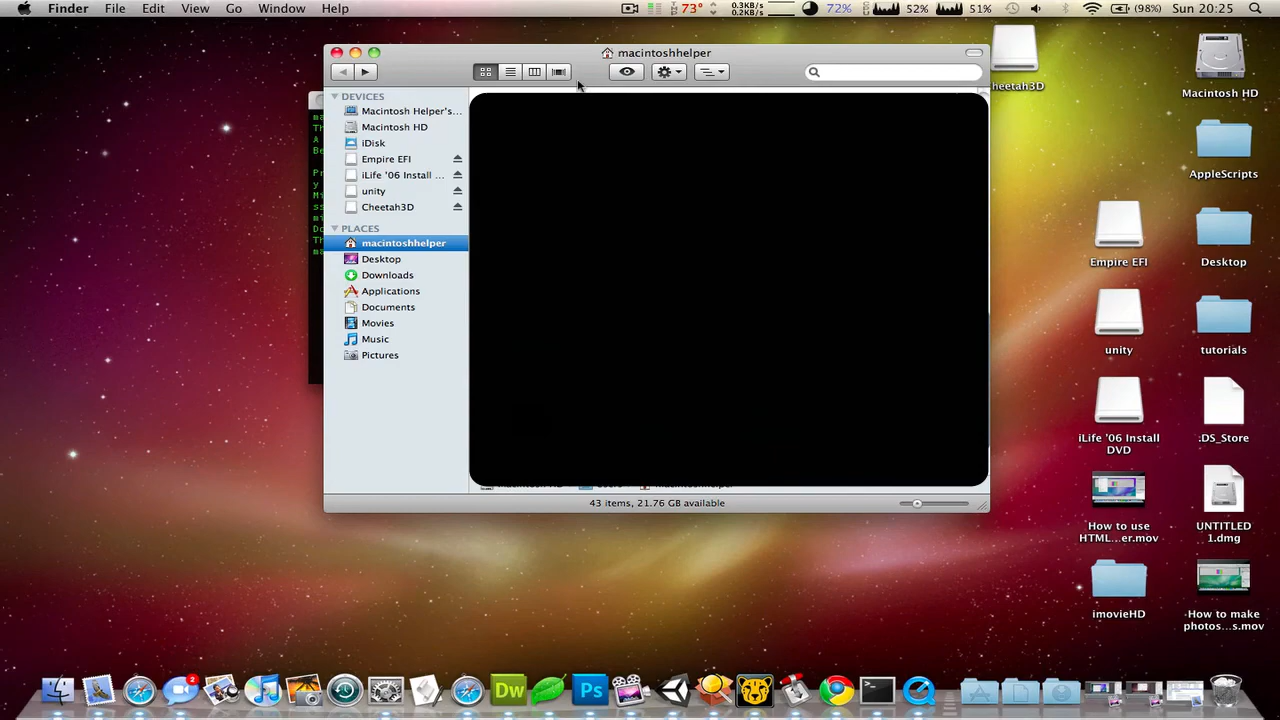 Finder File Edit View Go Window Help 73° 0.3KB/s 0.2KB/s 72% 52% 51% (98%) Sun 20:25
macintoshhelper
DEVICES
Macintosh Helper's...
Macintosh HD
iDisk
Empire EFI
iLife '06 Install ...
unity
Cheetah3D
PLACES
macintoshhelper
Desktop
Downloads
Applications
Documents
Movies
Music
Pictures
43 items, 21.76 GB available
heetah3D
Macintosh HD
AppleScripts
Empire EFI
Desktop
unity
tutorials
iLife '06 Install
DVD
.DS_Store
How to use
HTML...er.mov
UNTITLED
1.dmg
imovieHD
How to make
photos...s.mov
2
Dw
Ps